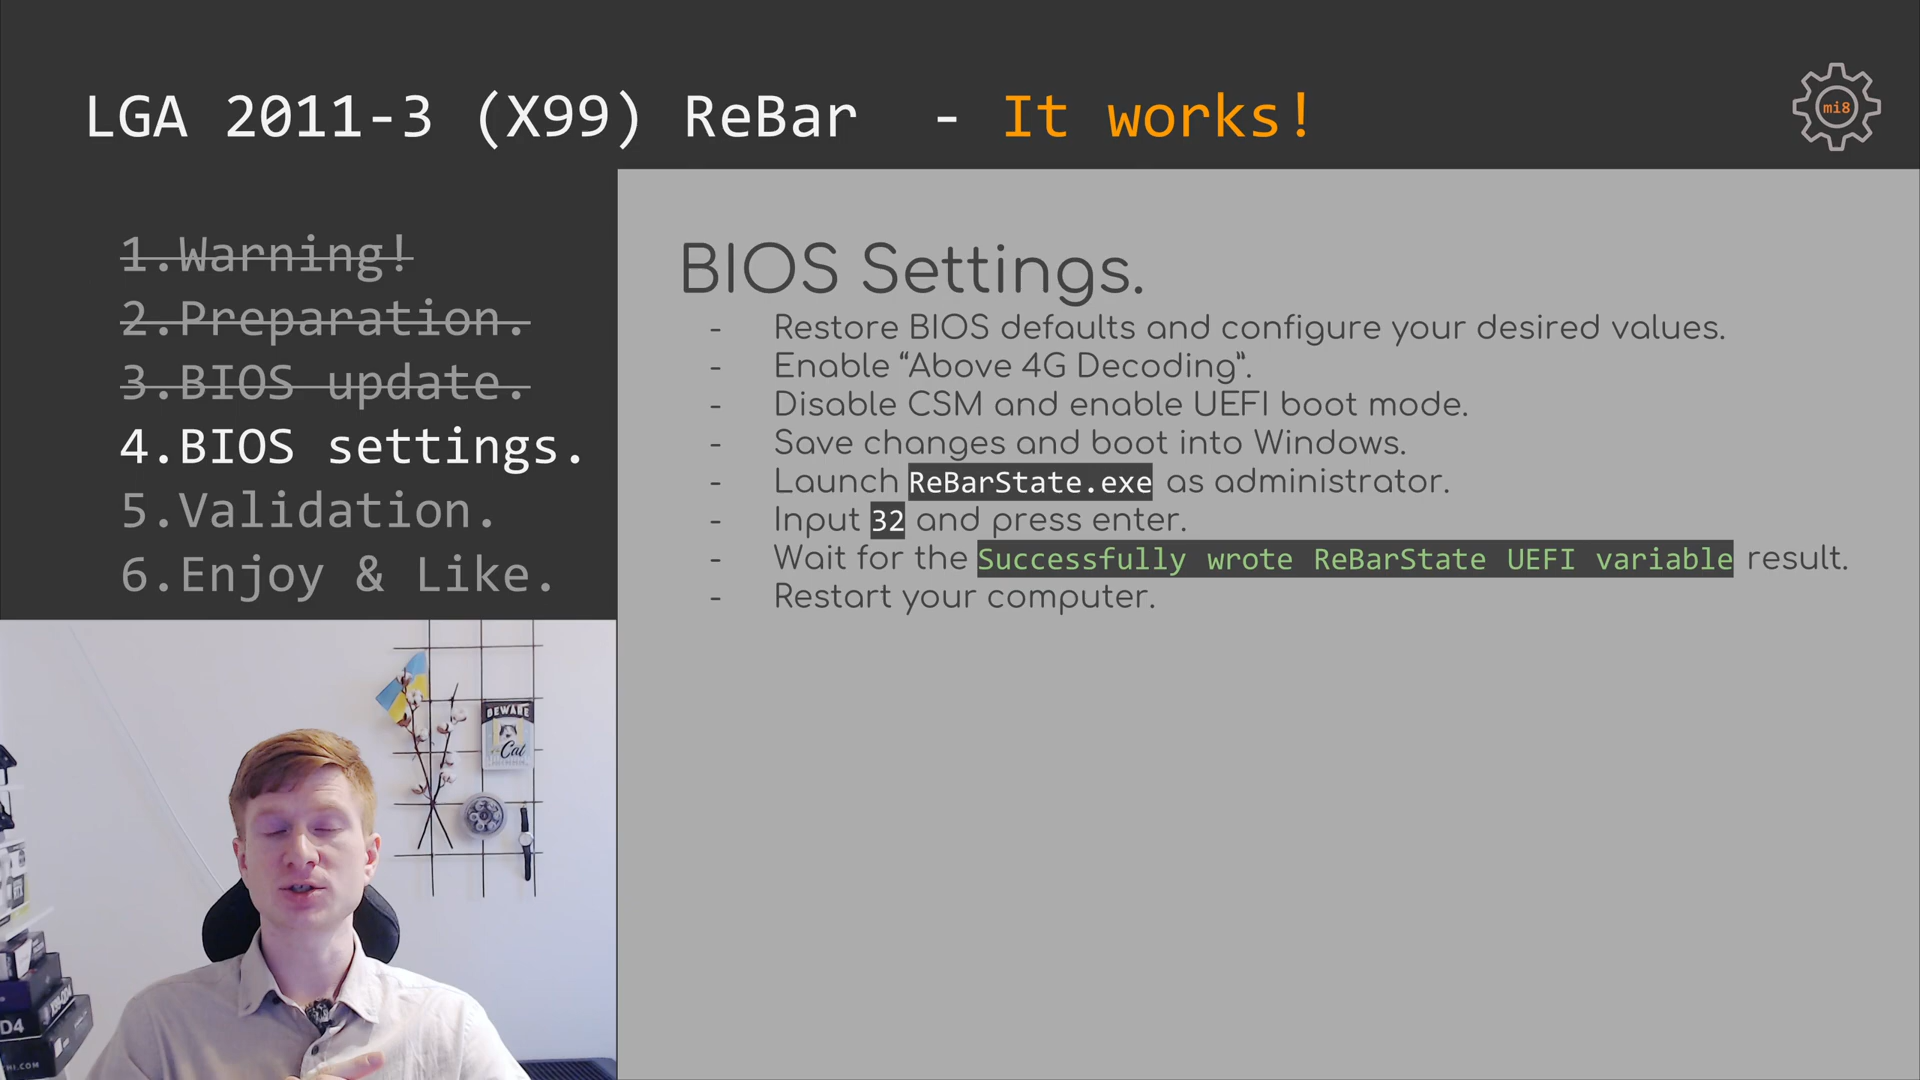 LGA 2011-3 (X99) ReBar - It works!
mi8
1.Warning!
2.Preparation.
3.BIOS update.
4.BIOS settings.
5.Validation.
6.Enjoy & Like.
BIOS Settings.
- Restore BIOS defaults and configure your desired values.
- Enable “Above 4G Decoding”.
- Disable CSM and enable UEFI boot mode.
- Save changes and boot into Windows.
- Launch ReBarState.exe as administrator.
- Input 32 and press enter.
- Wait for the Successfully wrote ReBarState UEFI variable result.
- Restart your computer.
BEWARE
Cat
D4
HI.COM